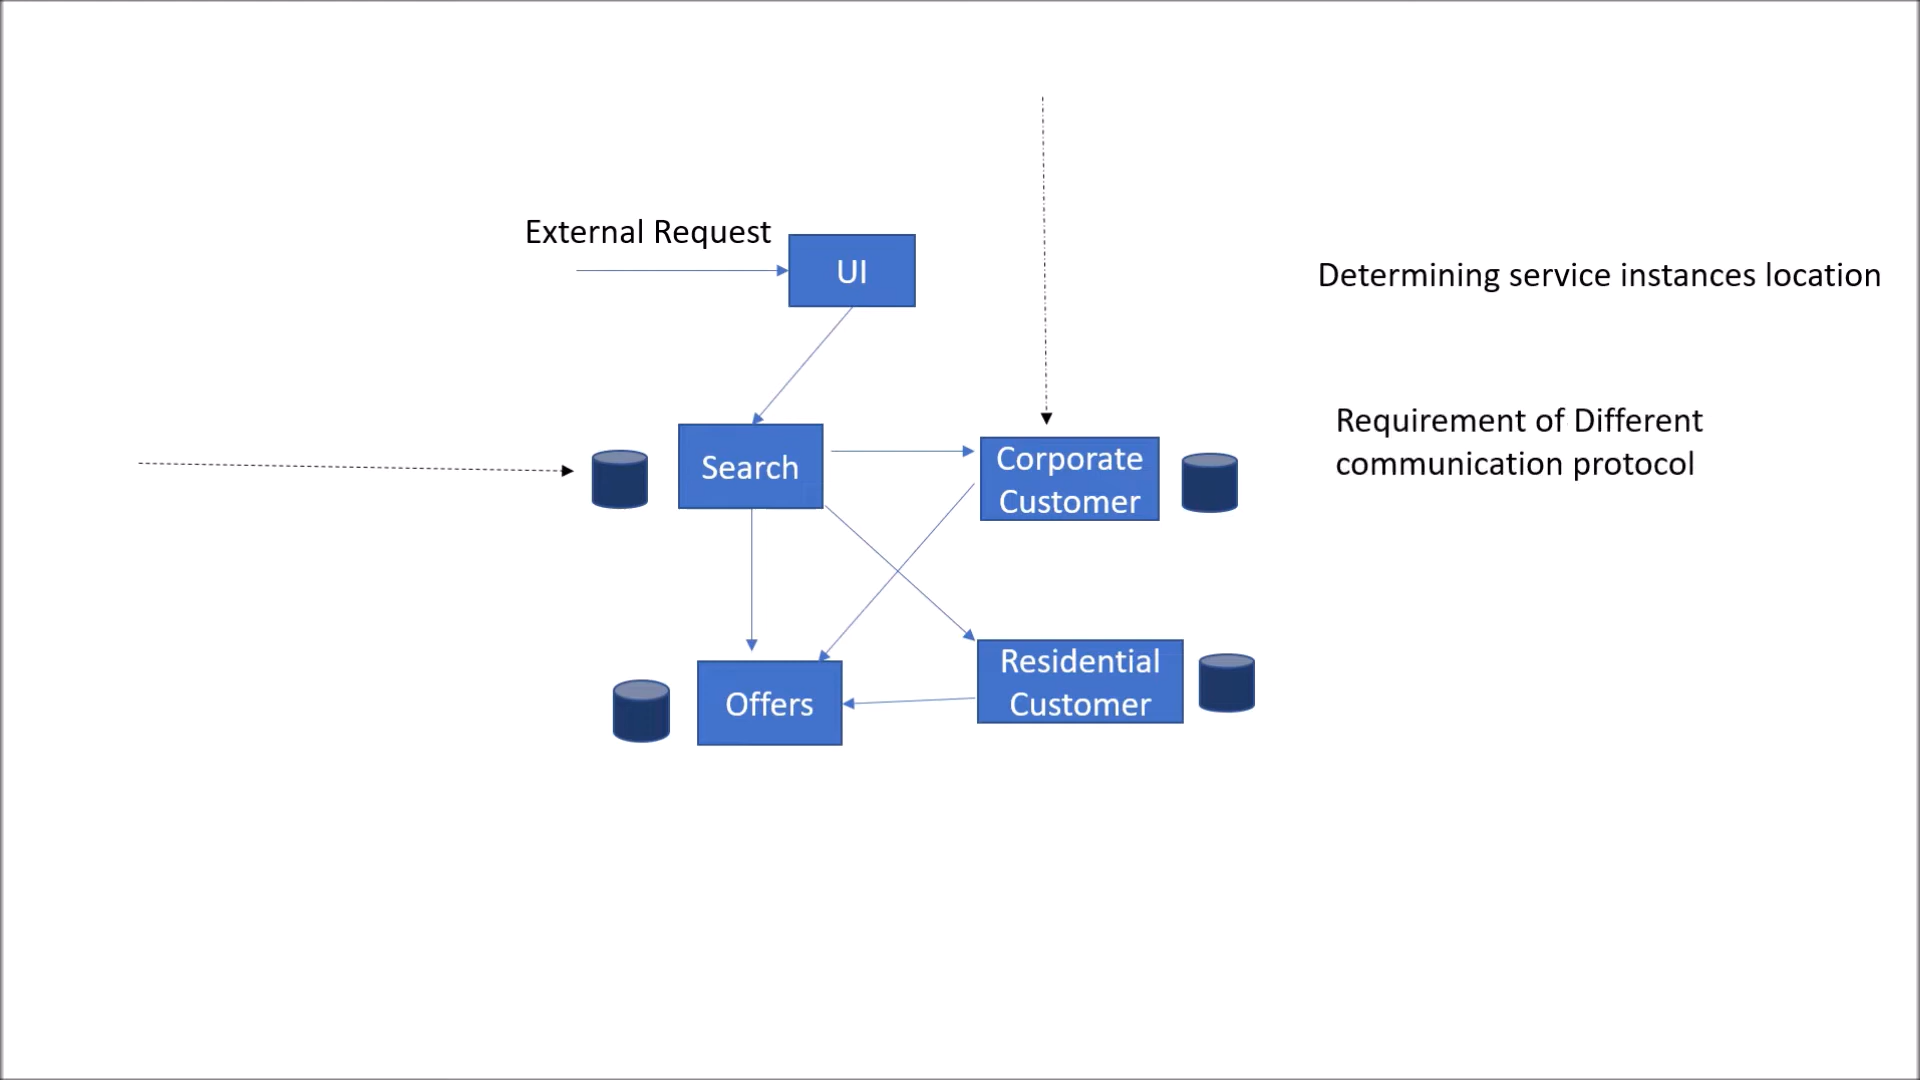 External Request
UI
Determining service instances location
Requirement of Different
communication protocol
Search
Corporate
Customer
Offers
Residential
Customer